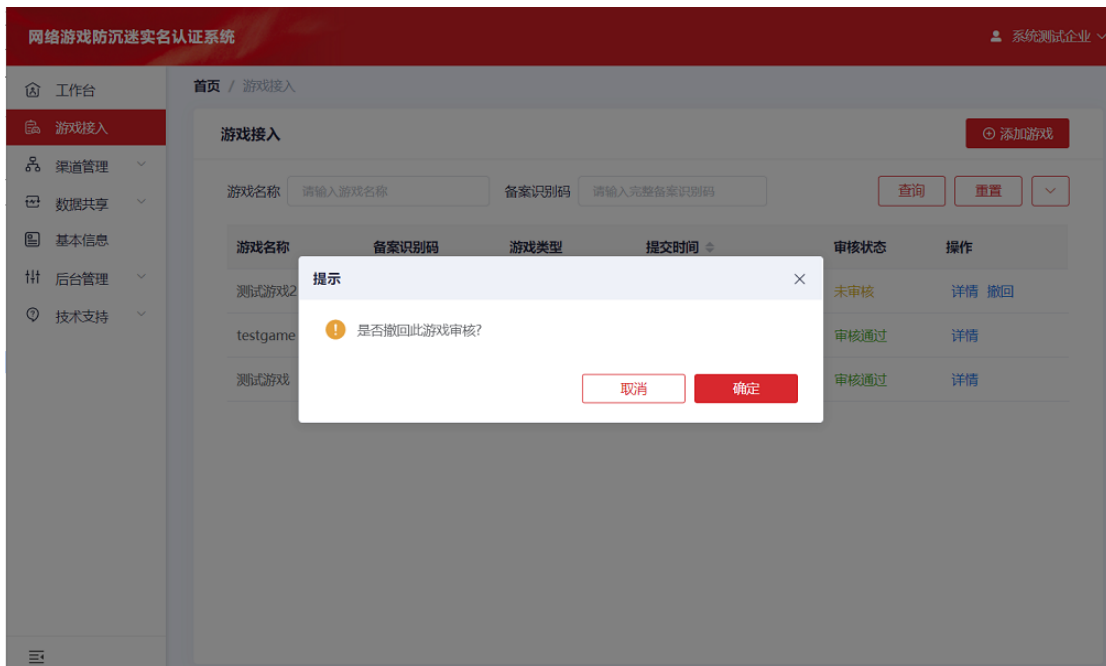 网络游戏防沉迷实名认证系统
系统测试企业
工作台
游戏接入
渠道管理
数据共享
基本信息
后台管理
技术支持
首页 / 游戏接入
游戏接入
添加游戏
游戏名称 请输入游戏名称 备案识别码 请输入完整备案识别码 查询 重置
游戏名称 备案识别码 游戏类型 提交时间 审核状态 操作
测试游戏2 未审核 详情 撤回
testgame 审核通过 详情
测试游戏 审核通过 详情
提示
是否撤回此游戏审核?
取消 确定